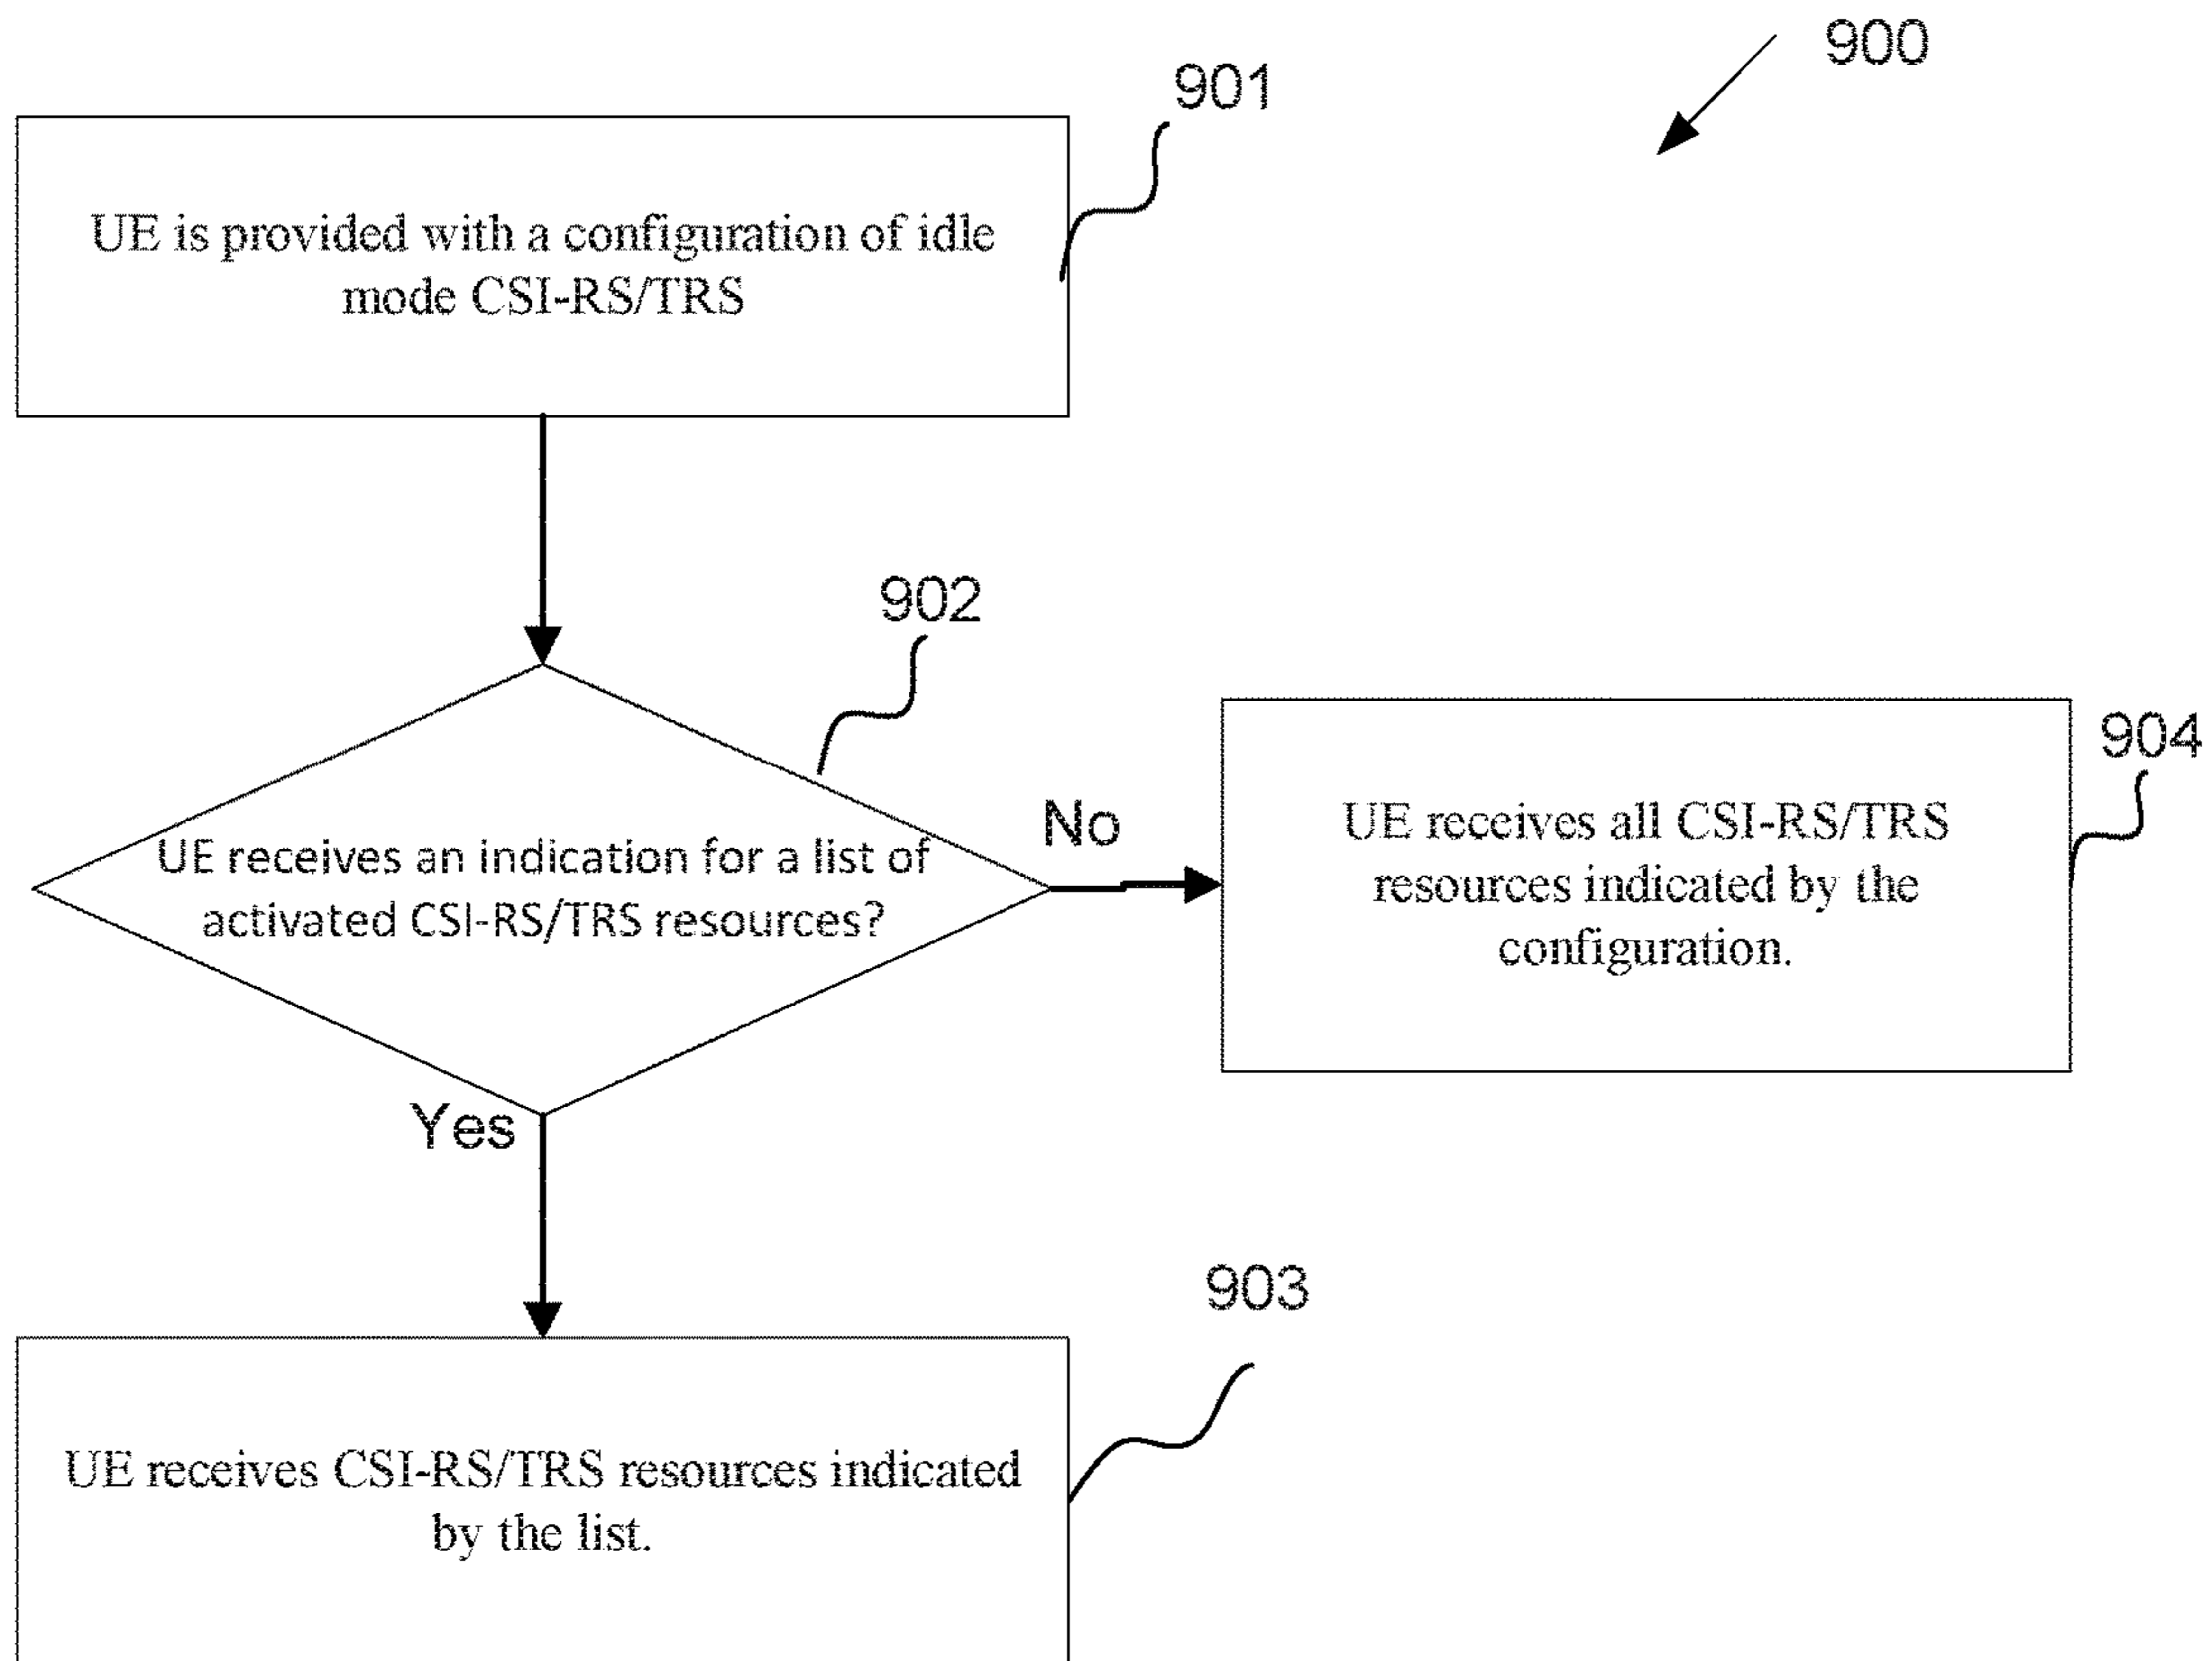 900
901
UE is provided with a configuration of idle
mode CSI-RS/TRS
902
UE receives an indication for a list of
activated CSI-RS/TRS resources?
No
904
UE receives all CSI-RS/TRS
resources indicated by the
configuration.
Yes
903
UE receives CSI-RS/TRS resources indicated
by the list.